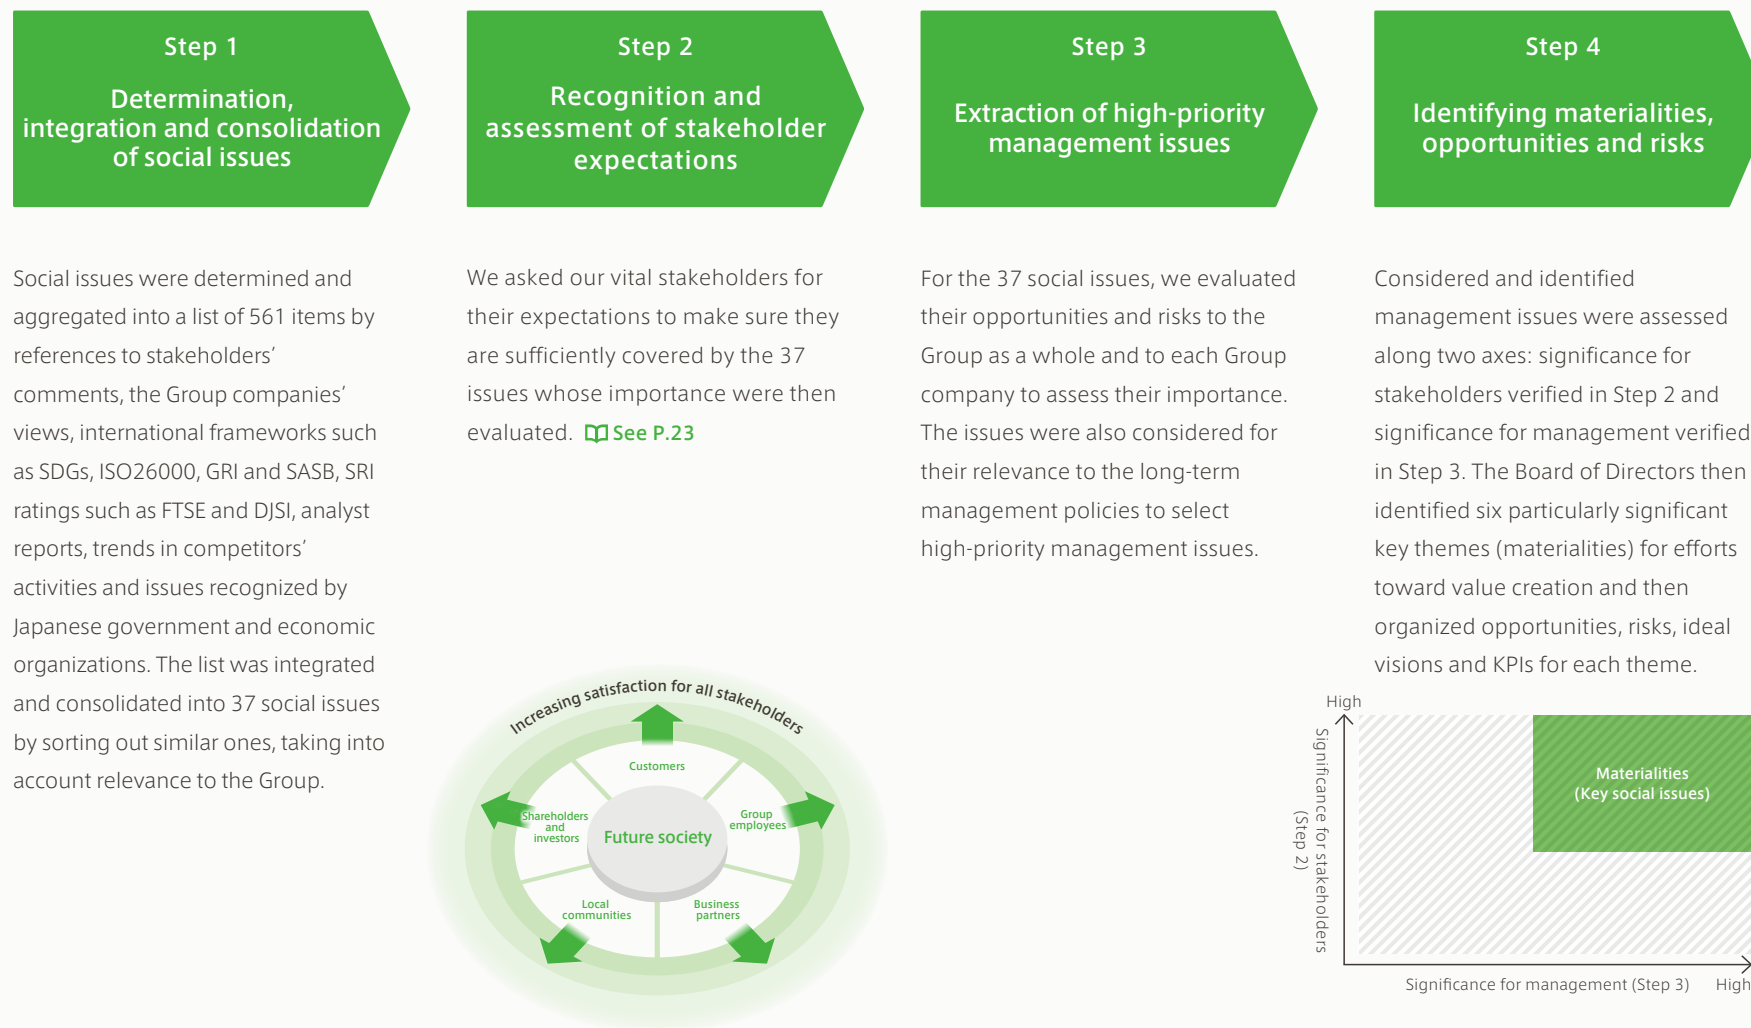 Step 1
Determination,
integration and consolidation
of social issues
Social issues were determined and
aggregated into a list of 561 items by
references to stakeholders’
comments, the Group companies’
views, international frameworks such
as SDGs, ISO26000, GRI and SASB, SRI
ratings such as FTSE and DJSI, analyst
reports, trends in competitors’
activities and issues recognized by
Japanese government and economic
organizations. The list was integrated
and consolidated into 37 social issues
by sorting out similar ones, taking into
account relevance to the Group.
Step 2
Recognition and
assessment of stakeholder
expectations
We asked our vital stakeholders for
their expectations to make sure they
are sufficiently covered by the 37
issues whose importance were then
evaluated. See P.23
Increasing satisfaction for all stakeholders
Customers
Shareholders
and
investors
Future society
Group
employees
Local
communities
Business
partners
Step 3
Extraction of high-priority
management issues
For the 37 social issues, we evaluated
their opportunities and risks to the
Group as a whole and to each Group
company to assess their importance.
The issues were also considered for
their relevance to the long-term
management policies to select
high-priority management issues.
Step 4
Identifying materialities,
opportunities and risks
Considered and identified
management issues were assessed
along two axes: significance for
stakeholders verified in Step 2 and
significance for management verified
in Step 3. The Board of Directors then
identified six particularly significant
key themes (materialities) for efforts
toward value creation and then
organized opportunities, risks, ideal
visions and KPIs for each theme.
High
Significance for stakeholders
(Step 2)
Materialities
(Key social issues)
Significance for management (Step 3)
High